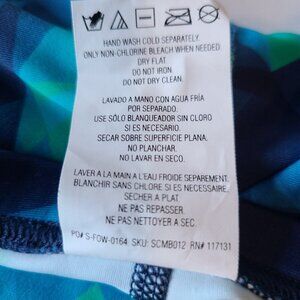 HAND WASH COLD SEPARATELY.
ONLY NON-CHLORINE BLEACH WHEN NEEDED.
DRY FLAT
DO NOT IRON.
DO NOT DRY CLEAN.
LAVADO A MANO CON AGUA FRÍA
POR SEPARADO.
USE SÓLO BLANQUEADOR SIN CLORO
SI ES NECESARIO.
SECAR SOBRE SUPERFICIE PLANA.
NO PLANCHAR.
NO LAVAR EN SECO.
LAVER A LA MAIN A L'EAU FROIDE SEPAREMENT.
BLANCHIR SANS CHLORE SI ES NECESSAIRE.
SECHER A PLAT.
NE PAS REPASSER.
NE PAS NETTOYER A SEC.
PO# S-FOW-0164 SKU: SCMB012 RN# 117131